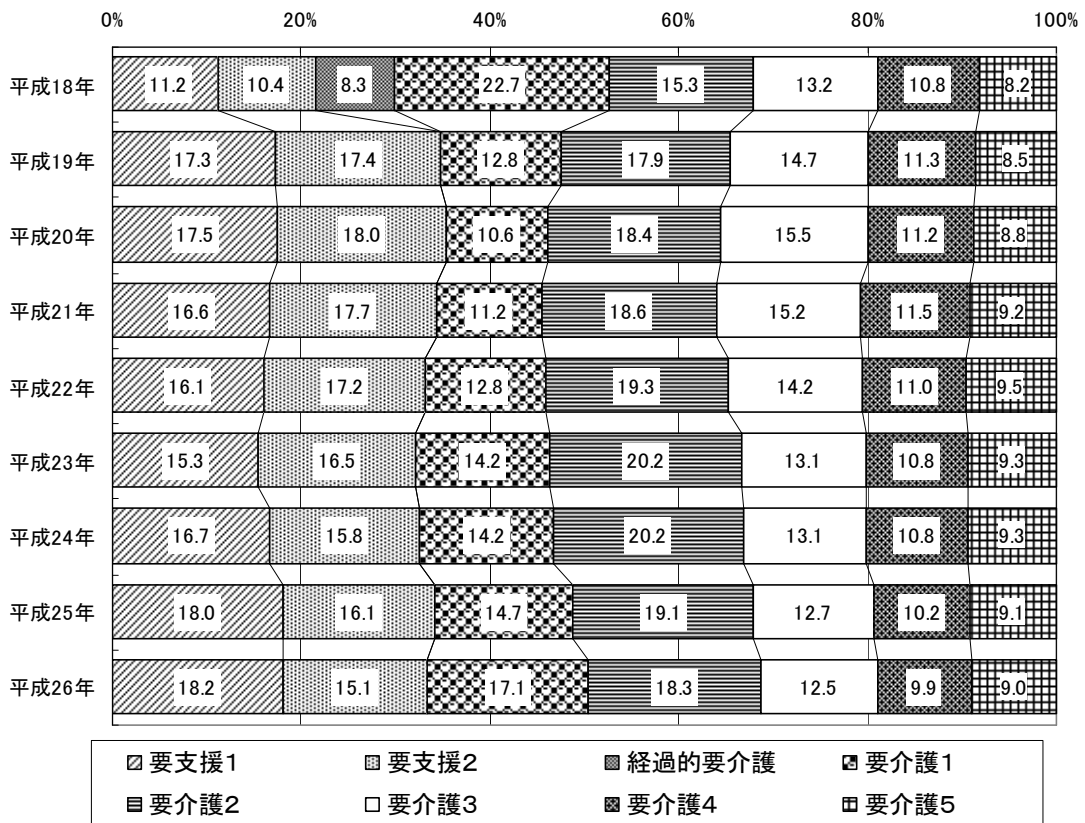 0% 20% 40% 60% 80% 100%
平成18年 11.2 10.4 8.3 22.7 15.3 13.2 10.8 8.2
平成19年 17.3 17.4 12.8 17.9 14.7 11.3 8.5
平成20年 17.5 18.0 10.6 18.4 15.5 11.2 8.8
平成21年 16.6 17.7 11.2 18.6 15.2 11.5 9.2
平成22年 16.1 17.2 12.8 19.3 14.2 11.0 9.5
平成23年 15.3 16.5 14.2 20.2 13.1 10.8 9.3
平成24年 16.7 15.8 14.2 20.2 13.1 10.8 9.3
平成25年 18.0 16.1 14.7 19.1 12.7 10.2 9.1
平成26年 18.2 15.1 17.1 18.3 12.5 9.9 9.0
要支援1 要支援2 経過的要介護 要介護1
要介護2 要介護3 要介護4 要介護5